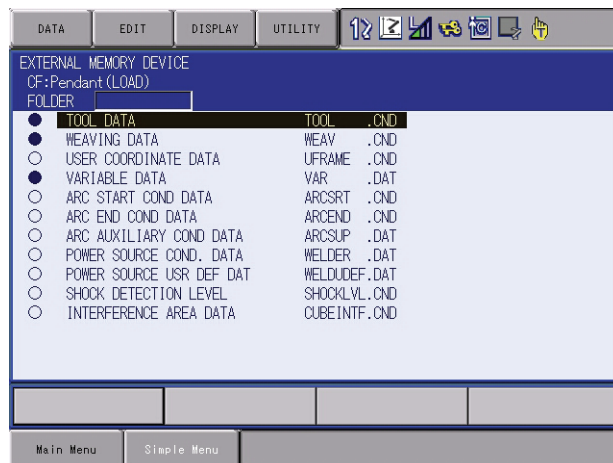 DATA EDIT DISPLAY UTILITY
EXTERNAL MEMORY DEVICE
CF:Pendant(LOAD)
FOLDER
TOOL DATA TOOL .CND
WEAVING DATA WEAV .CND
USER COORDINATE DATA UFRAME .CND
VARIABLE DATA VAR .DAT
ARC START COND DATA ARCSRT .CND
ARC END COND DATA ARCEND .CND
ARC AUXILIARY COND DATA ARCSUP .DAT
POWER SOURCE COND. DATA WELDER .DAT
POWER SOURCE USR DEF DAT WELDUDEF.DAT
SHOCK DETECTION LEVEL SHOCKLVL.CND
INTERFERENCE AREA DATA CUBEINTF.CND
Main Menu Simple Menu